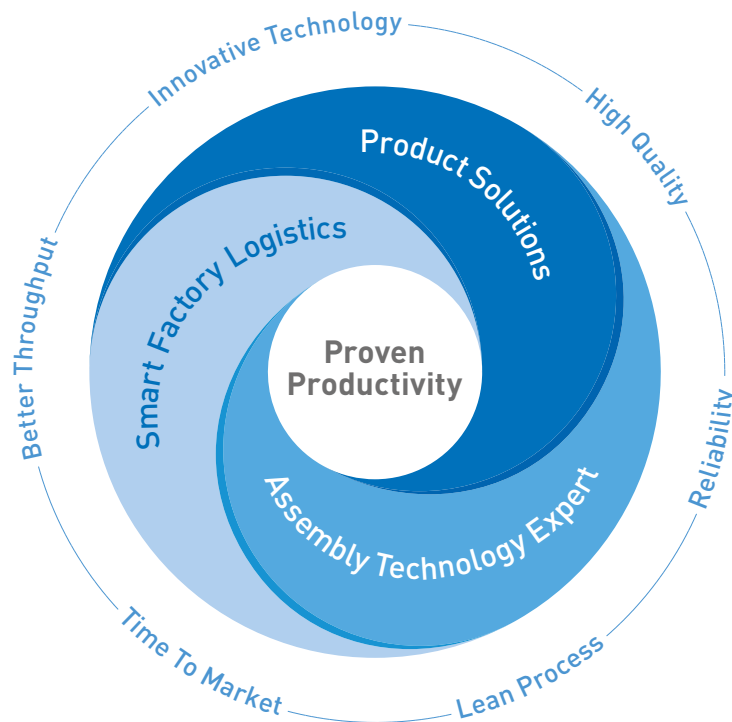 Innovative Technology
High Quality
Reliability
Lean Process
Time To Market
Better Throughput
Product Solutions
Assembly Technology Expert
Smart Factory Logistics
Proven
Productivity